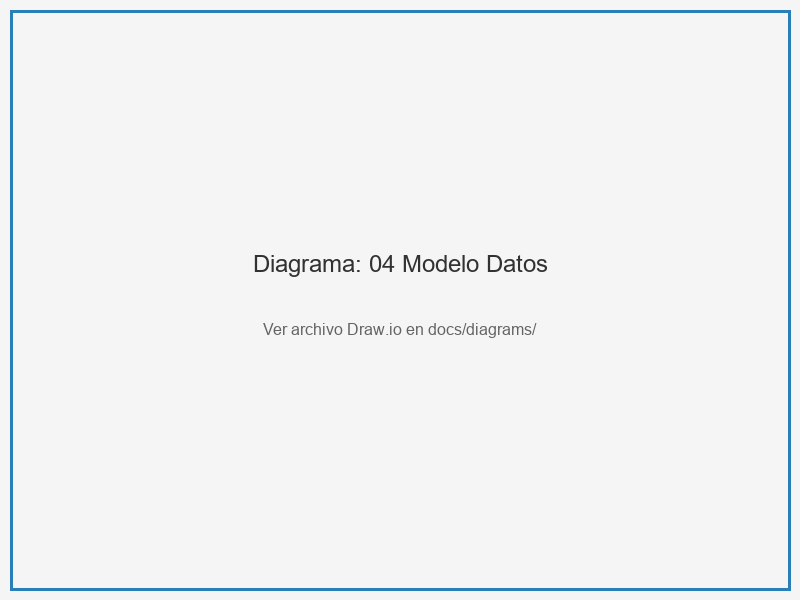 Diagrama: 04 Modelo Datos
Ver archivo Draw.io en docs/diagrams/